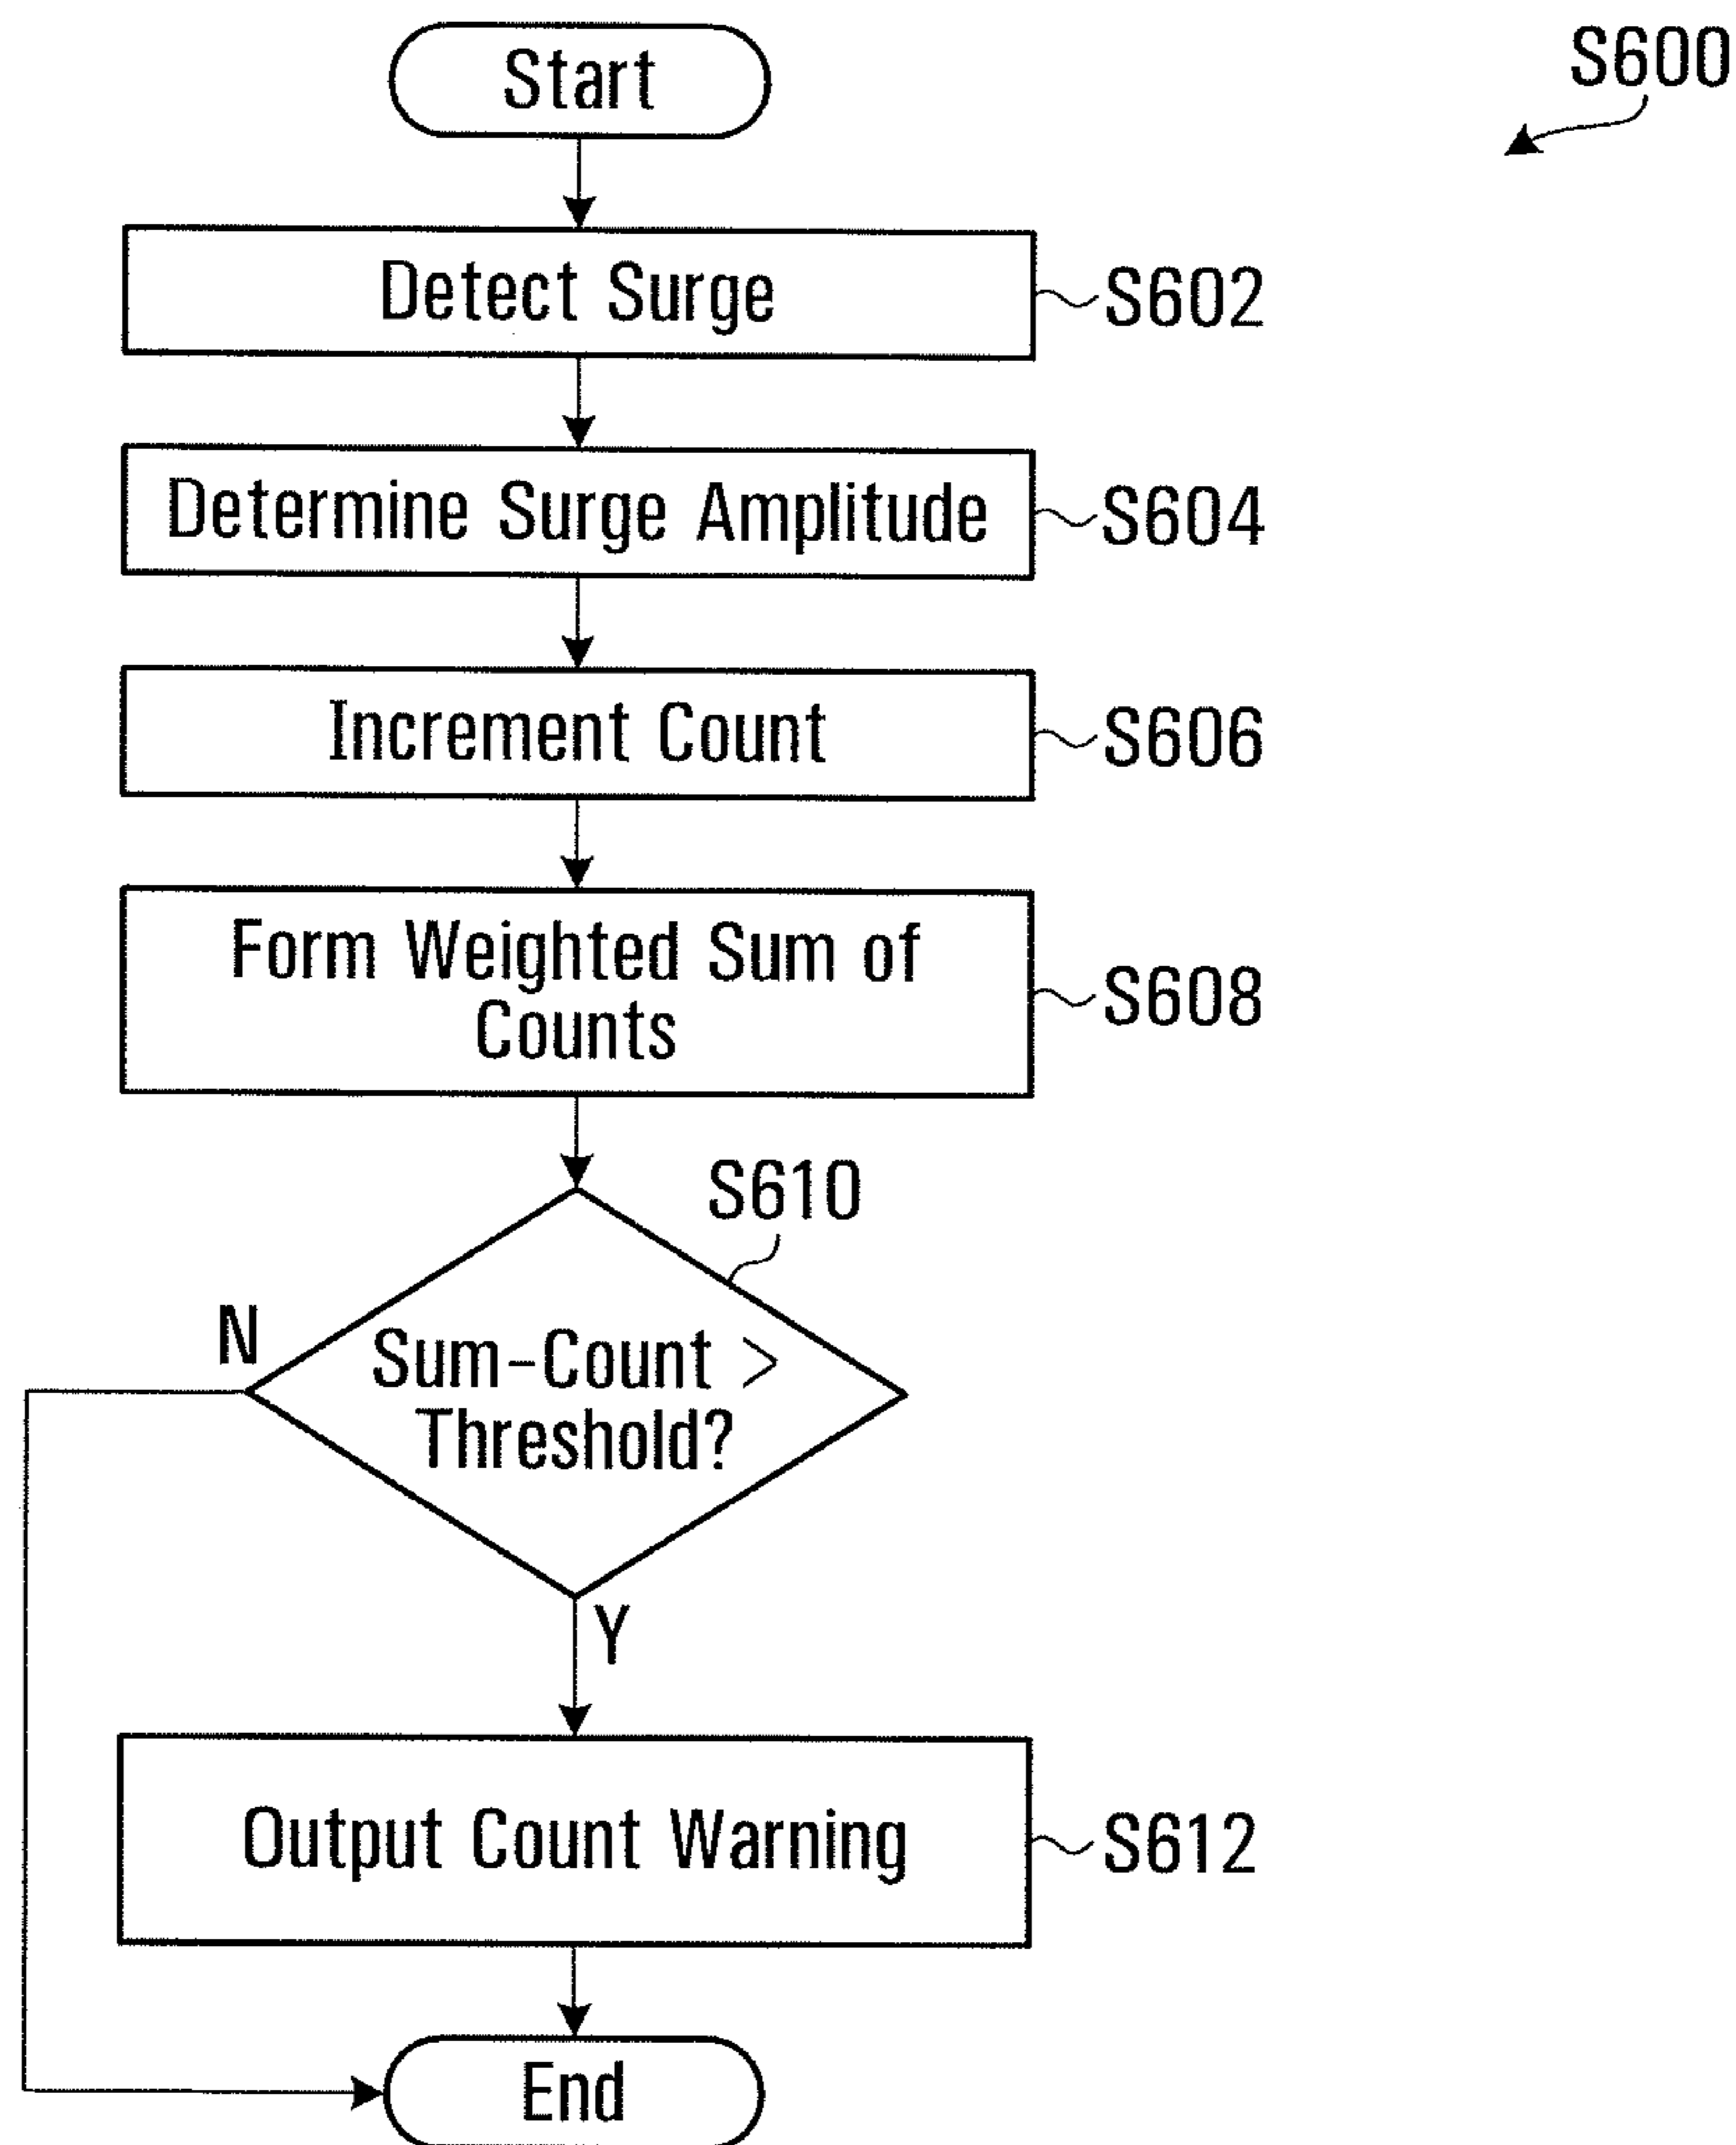 Start
S600
Detect Surge
S602
Determine Surge Amplitude
S604
Increment Count
S606
Form Weighted Sum of
Counts
S608
S610
N
Sum-Count >
Threshold?
Y
Output Count Warning
S612
End